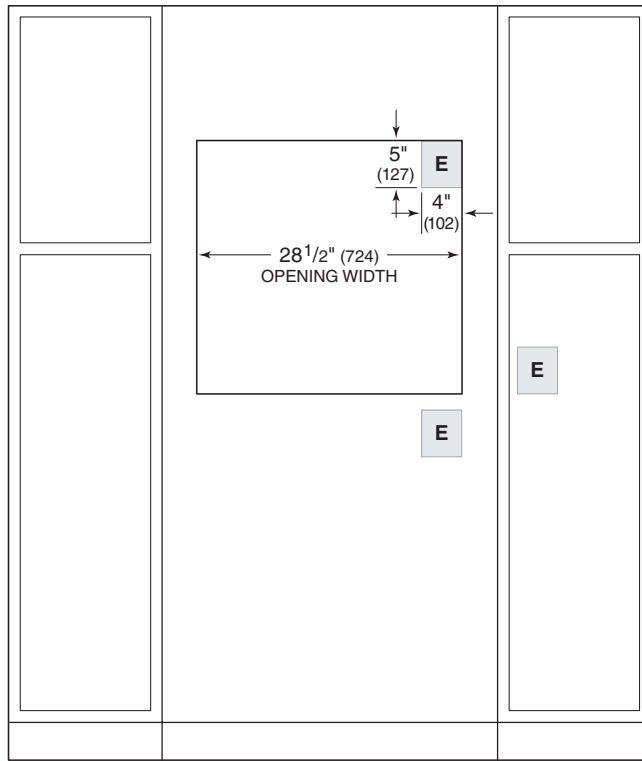 5"
(127)
E
4"
(102)
28 1/2" (724)
OPENING WIDTH
E
E